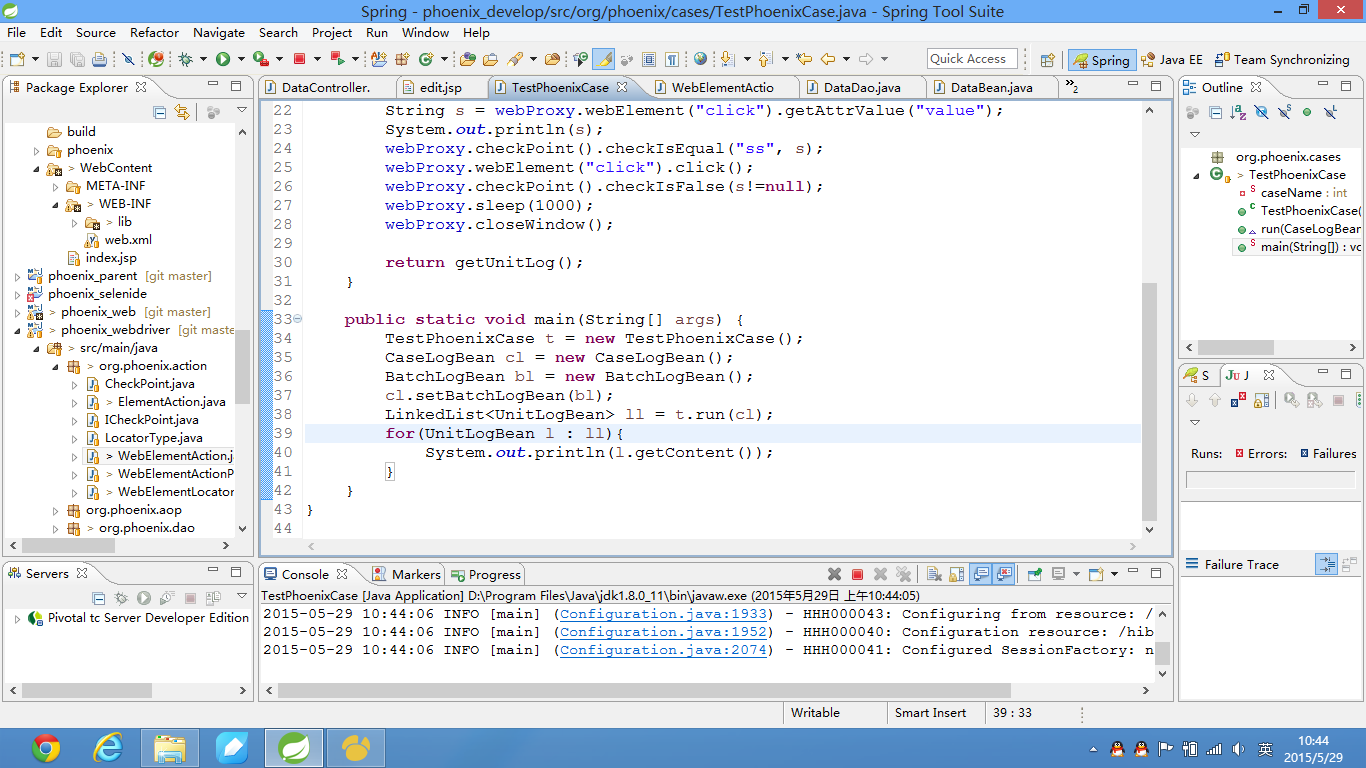 Spring - phoenix_develop/src/org/phoenix/cases/TestPhoenixCase.java - Spring Tool Suite
File Edit Source Refactor Navigate Search Project Run Window Help
Quick Access
Spring
Java EE
Team Synchronizing
Package Explorer
build
phoenix
> WebContent
META-INF
> WEB-INF
> lib
web.xml
index.jsp
phoenix_parent [git master]
phoenix_selenide
> phoenix_web [git master]
> phoenix_webdriver [git maste
> src/main/java
> org.phoenix.action
CheckPoint.java
> ElementAction.java
ICheckPoint.java
LocatorType.java
> WebElementAction.j
> WebElementActionP
> WebElementLocator
org.phoenix.aop
> org.phoenix.dao
Servers
Pivotal tc Server Developer Edition
DataController.
edit.jsp
TestPhoenixCase
WebElementActio
DataDao.java
DataBean.java
»2
22 String s = webProxy.webElement("click").getAttrValue("value");
23 System.out.println(s);
24 webProxy.checkPoint().checkIsEqual("ss", s);
25 webProxy.webElement("click").click();
26 webProxy.checkPoint().checkIsFalse(s!=null);
27 webProxy.sleep(1000);
28 webProxy.closeWindow();
29
30 return getUnitLog();
31 }
32
33 public static void main(String[] args) {
34 TestPhoenixCase t = new TestPhoenixCase();
35 CaseLogBean cl = new CaseLogBean();
36 BatchLogBean bl = new BatchLogBean();
37 cl.setBatchLogBean(bl);
38 LinkedList<UnitLogBean> ll = t.run(cl);
39 for(UnitLogBean l : ll){
40 System.out.println(l.getContent());
41 }
42 }
43 }
44
Console
Markers
Progress
TestPhoenixCase [Java Application] D:\Program Files\Java\jdk1.8.0_11\bin\javaw.exe (2015年5月29日 上午10:44:05)
2015-05-29 10:44:06 INFO [main] (Configuration.java:1933) - HHH000043: Configuring from resource: /
2015-05-29 10:44:06 INFO [main] (Configuration.java:1952) - HHH000040: Configuration resource: /hib
2015-05-29 10:44:06 INFO [main] (Configuration.java:2074) - HHH000041: Configured SessionFactory: n
Outline
org.phoenix.cases
> TestPhoenixCase
caseName : int
TestPhoenixCase(
run(CaseLogBear
main(String[]) : vo
S
Ju J
Runs:
Errors:
Failures
Failure Trace
Writable
Smart Insert
39 : 33
英
10:44
2015/5/29